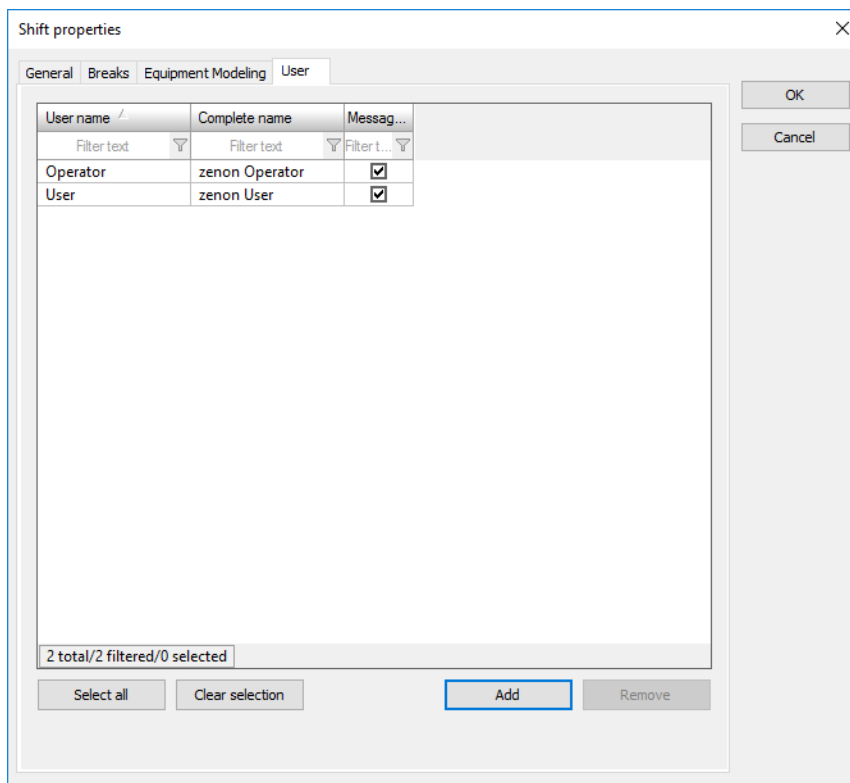 Shift properties
General Breaks Equipment Modeling User
OK
Cancel
User name Complete name Messag...
Filter text Filter text Filter t...
Operator zenon Operator
User zenon User
2 total/2 filtered/0 selected
Select all Clear selection Add Remove